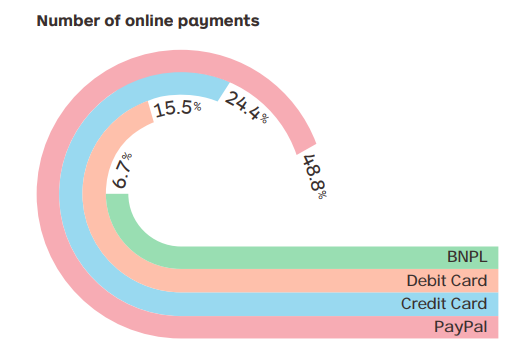 Number of online payments
15.5%
24.4%
6.7%
48.8%
BNPL
Debit Card
Credit Card
PayPal